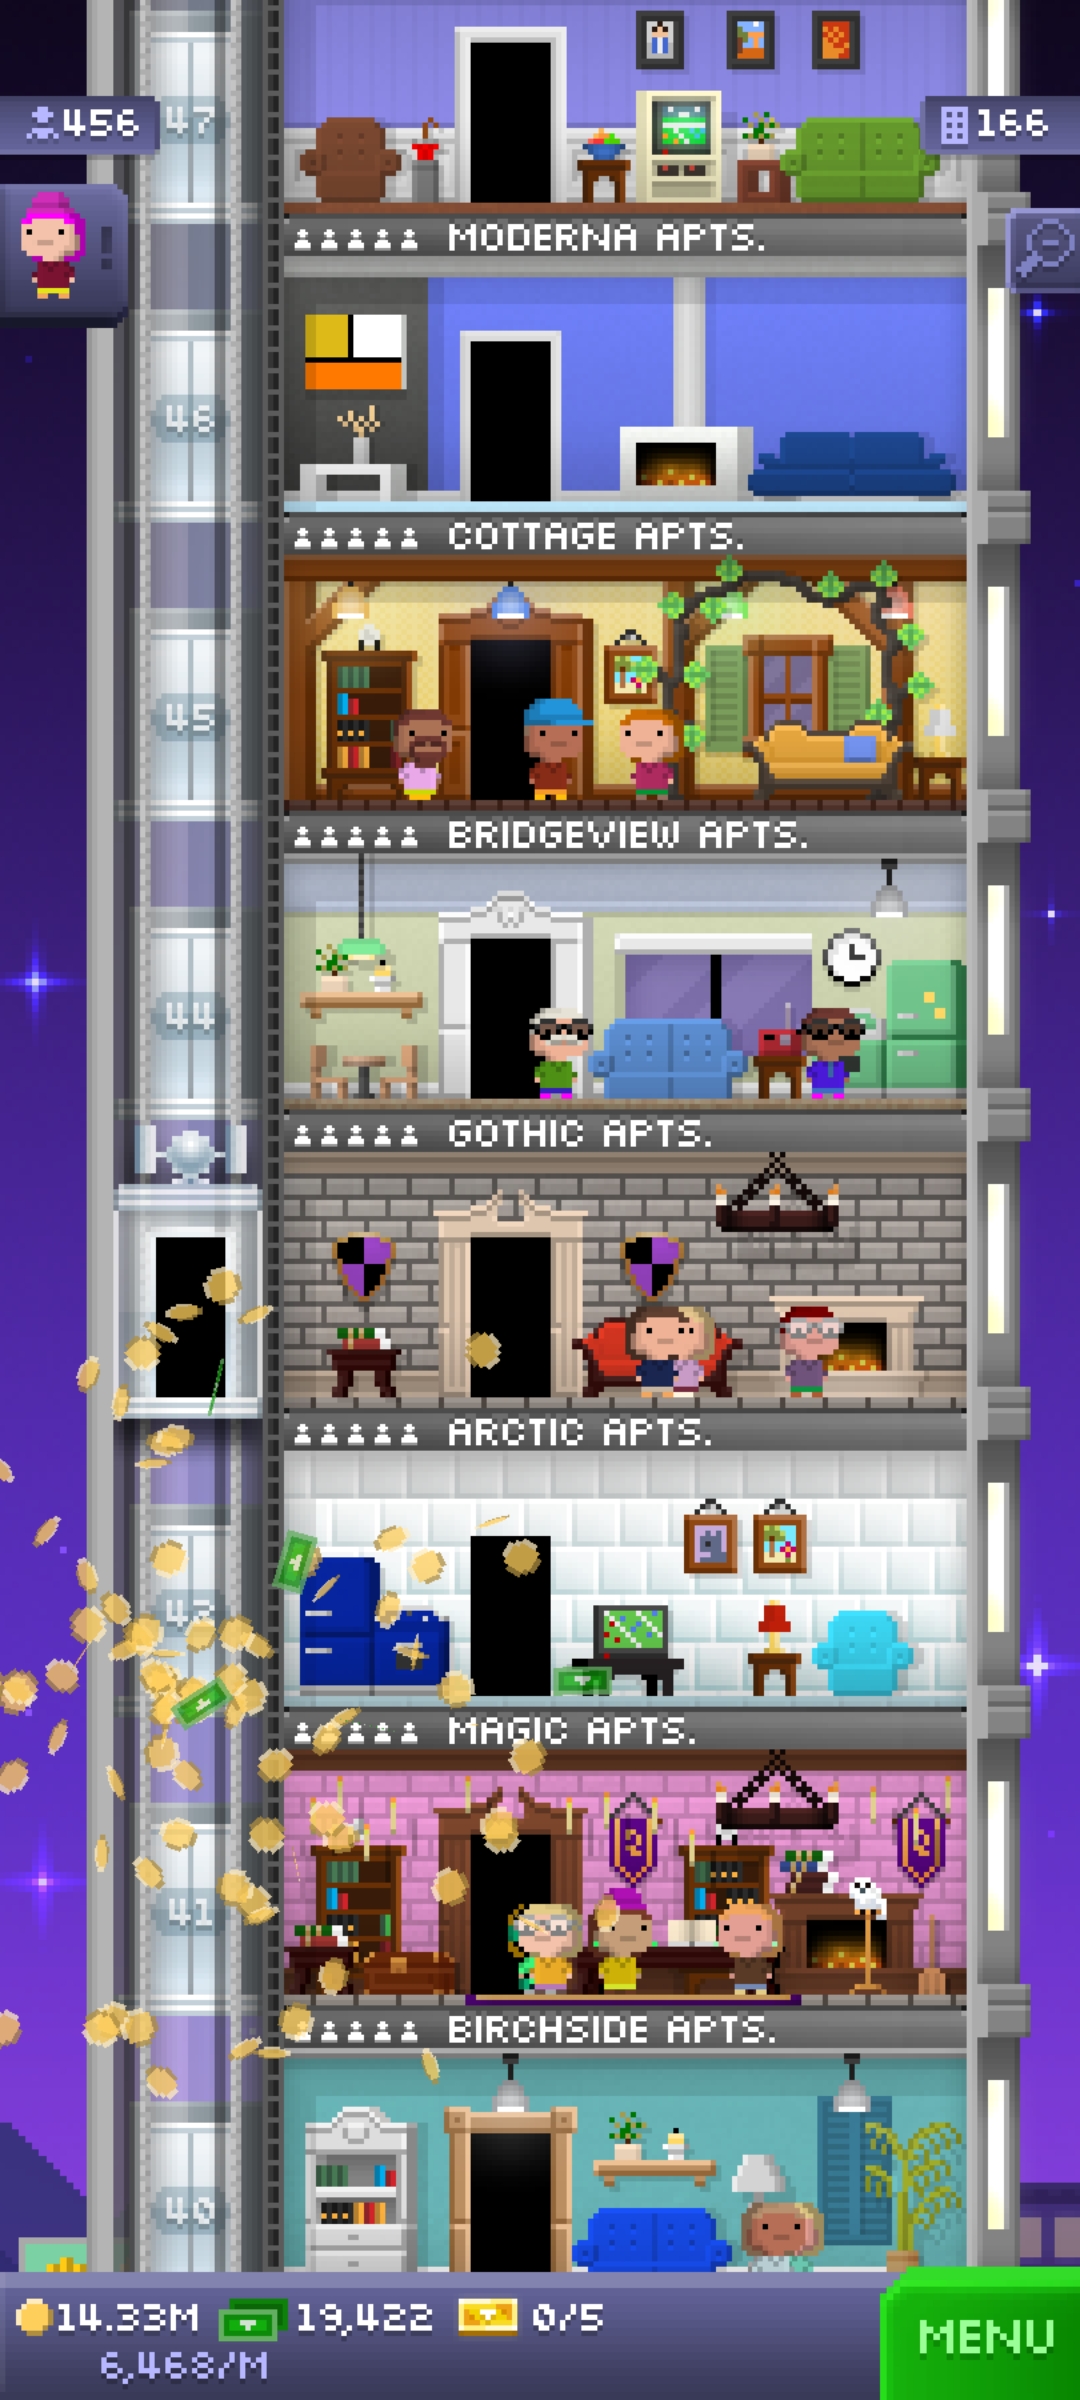 456
47
166
!
MODERNA APTS.
46
COTTAGE APTS.
45
BRIDGEVIEW APTS.
44
GOTHIC APTS.
ARCTIC APTS.
MAGIC APTS.
41
BIRCHSIDE APTS.
40
14.33M 19,422 0/5
6,468/M
MENU